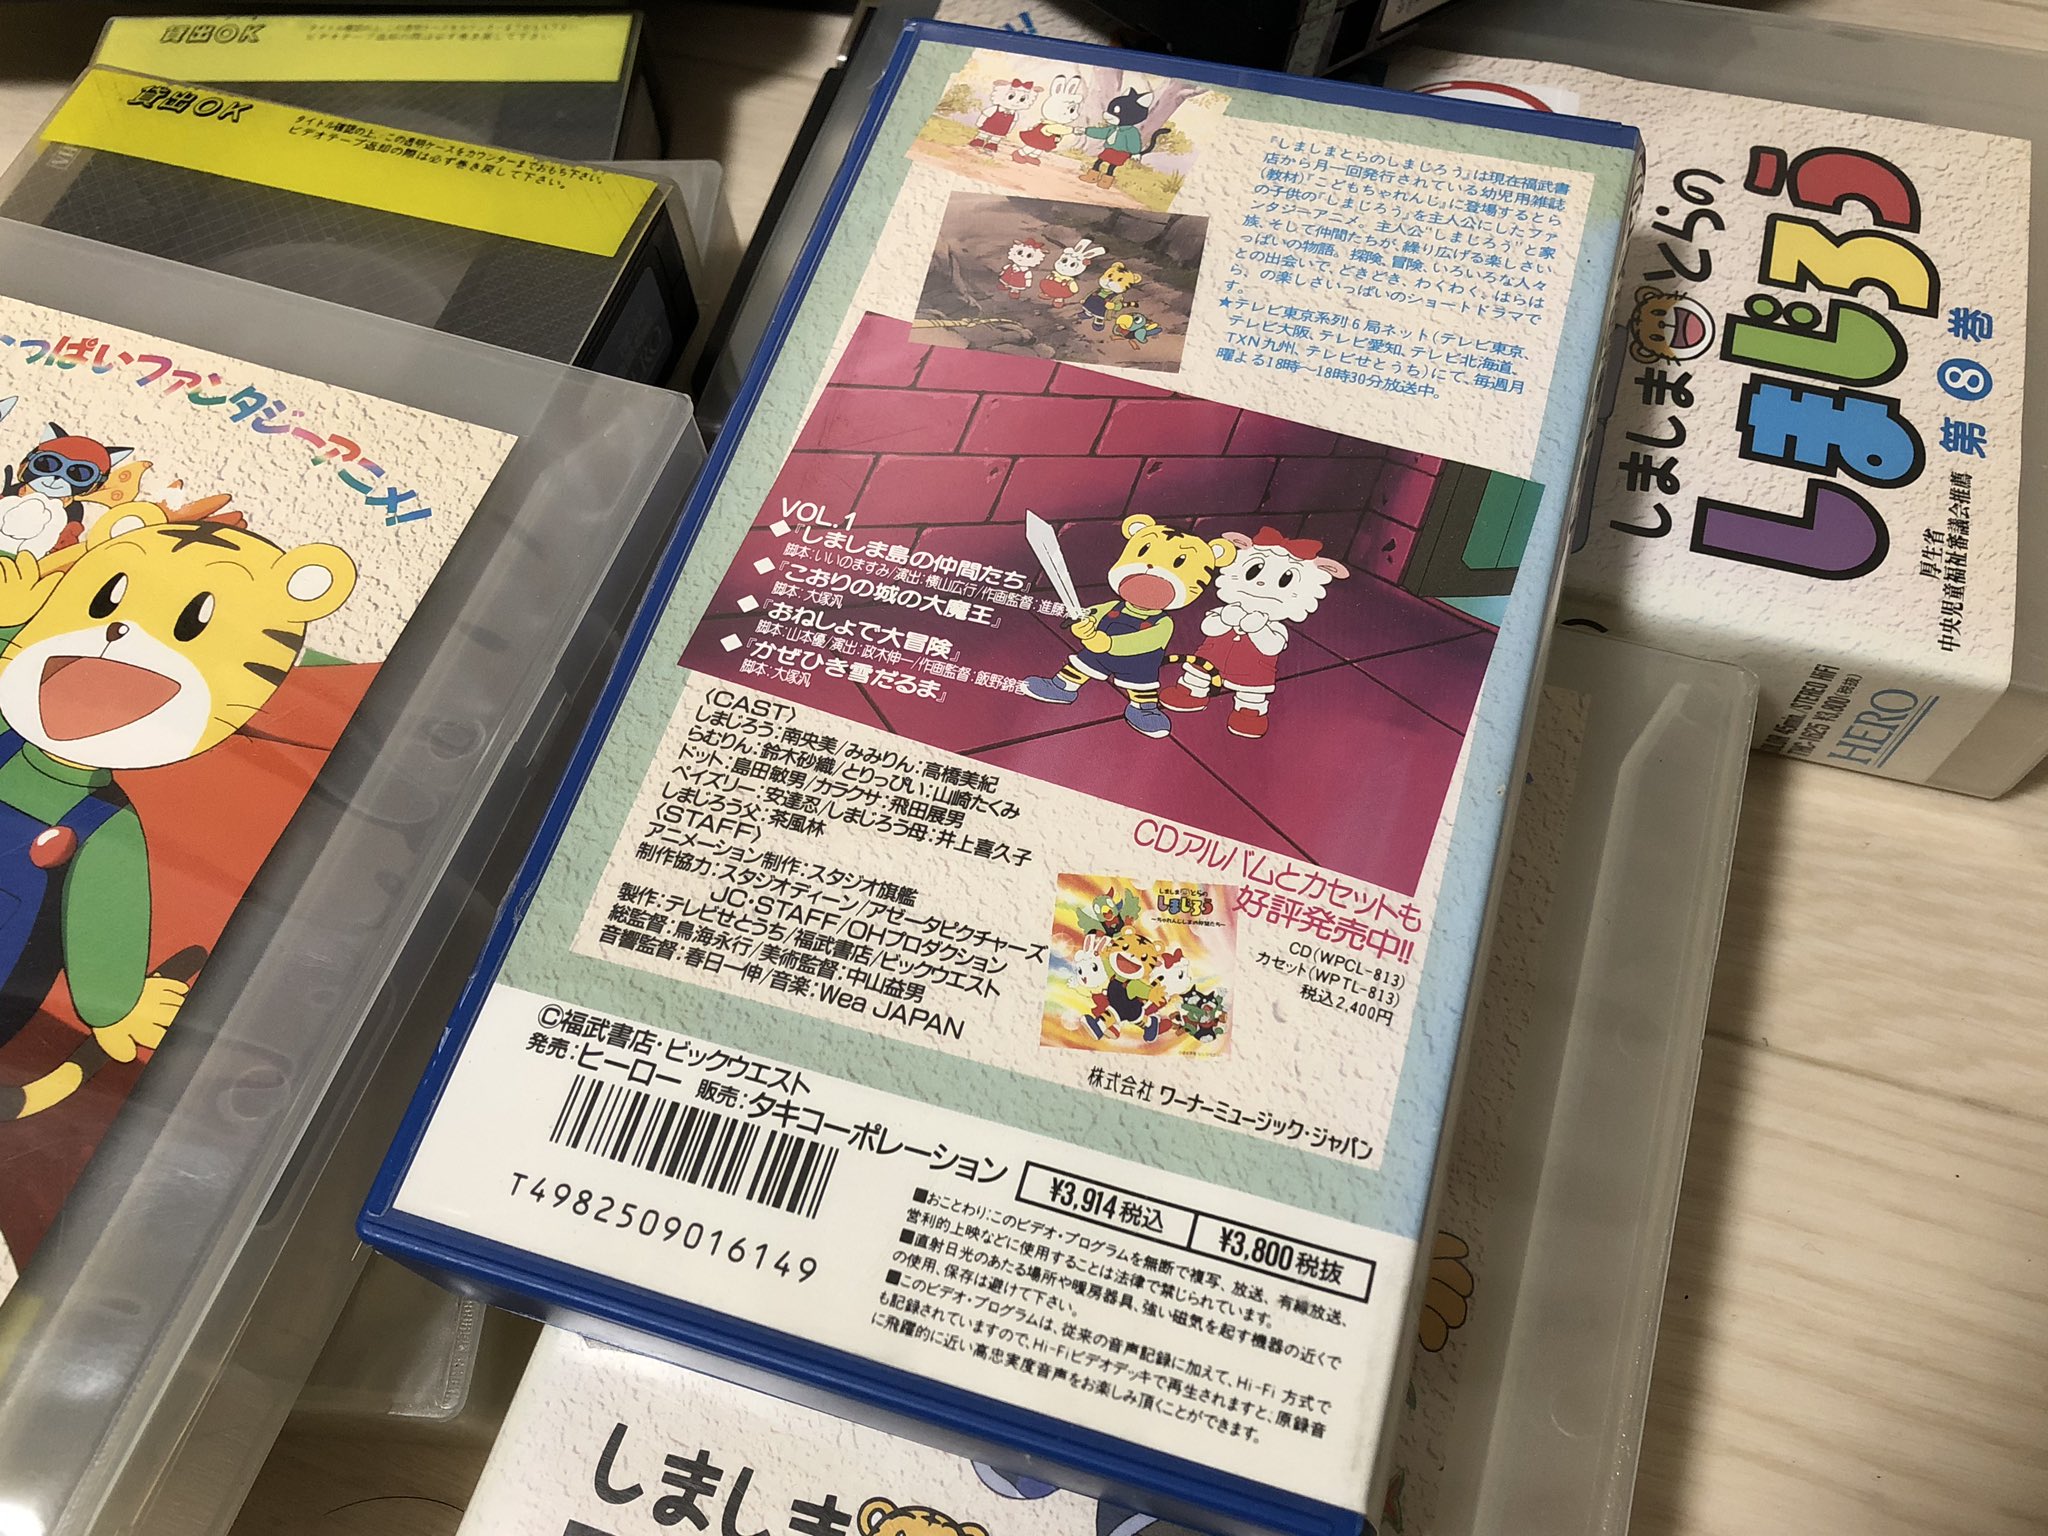 貸出OK
貸出OK
タイトル確認の上、この透明ケースをカウンターまでおもち下さい。
ビデオテープ返却の際は必ず巻き戻して下さい。
っぱいファンタジーアニメ!
『しましまとらのしまじろう』は現在福武書
店から月一回発行されている幼児用雑誌
(教材)『こどもちゃれんじ』に登場するとら
の子供の『しまじろう』を主人公にしたファ
ンタジーアニメ。主人公"しまじろう"と家
族、そして仲間たちが、繰り広げる楽しさい
っぱいの物語。探険、冒険、いろいろな人々
との出会いで、どきどき、わくわく、はらは
ら、の楽しさいっぱいのショートドラマで
す。
★テレビ東京系列6局ネット(テレビ東京、
テレビ大阪、テレビ愛知、テレビ北海道、
TXN九州、テレビせとうち)にて、毎週月
曜よる18時〜18時30分放送中。
VOL.1
◆『しましま島の仲間たち』
脚本:いいのますみ/演出:横山広行/作画監督:進藤
◆『こおりの城の大魔王』
脚本:大塚汎
◆『おねしょで大冒険』
脚本:山本優/演出:政木伸一/作画監督:飯野錦香
◆『かぜひき雪だるま』
脚本:大塚汎
〈CAST〉
しまじろう:南央美/みみりん:高橋美紀
らむりん:鈴木砂織/とりっぴい:山崎たくみ
ドット:島田敏男/カラクサ:飛田展男
ペイズリー:安達忍/しまじろう母:井上喜久子
しまじろう父:茶風林
〈STAFF〉
アニメーション制作:スタジオ旗艦
制作協力:スタジオディーン/アゼータピクチャーズ
JC・STAFF/OHプロダクション
製作:テレビせとうち/福武書店/ビックウエスト
総監督:鳥海永行/美術監督:中山益男
音響監督:春日一伸/音楽:Wea JAPAN
CDアルバムとカセットも
好評発売中!!
CD(WPCL-813)
カセット(WPTL-813)
税込2,400円
しましまとらの
しまじろう
株式会社 ワーナーミュージック・ジャパン
©福武書店・ビックウエスト
発売:ヒーロー 販売:タキコーポレーション
T4982509016149
¥3,914税込
¥3,800税抜
■おことわり:このビデオ・プログラムを無断で複写、放送、有線放送、
営利的上映などに使用することは法律で禁じられています。
■直射日光のあたる場所や暖房器具、強い磁気を起す機器の近くで
の使用、保存は避けて下さい。
■このビデオ・プログラムは、従来の音声記録に加えて、Hi-Fi 方式で
も記録されていますので、Hi-Fiビデオデッキで再生されますと、原録音
に飛躍的に近い高忠実度音声をお楽しみ頂くことができます。
しましまとらの
しまじろう
第8巻
厚生省
中央児童福祉審議会推薦
45min. /STEREO HiFi
¥3,800(税抜)
HERO
しましま